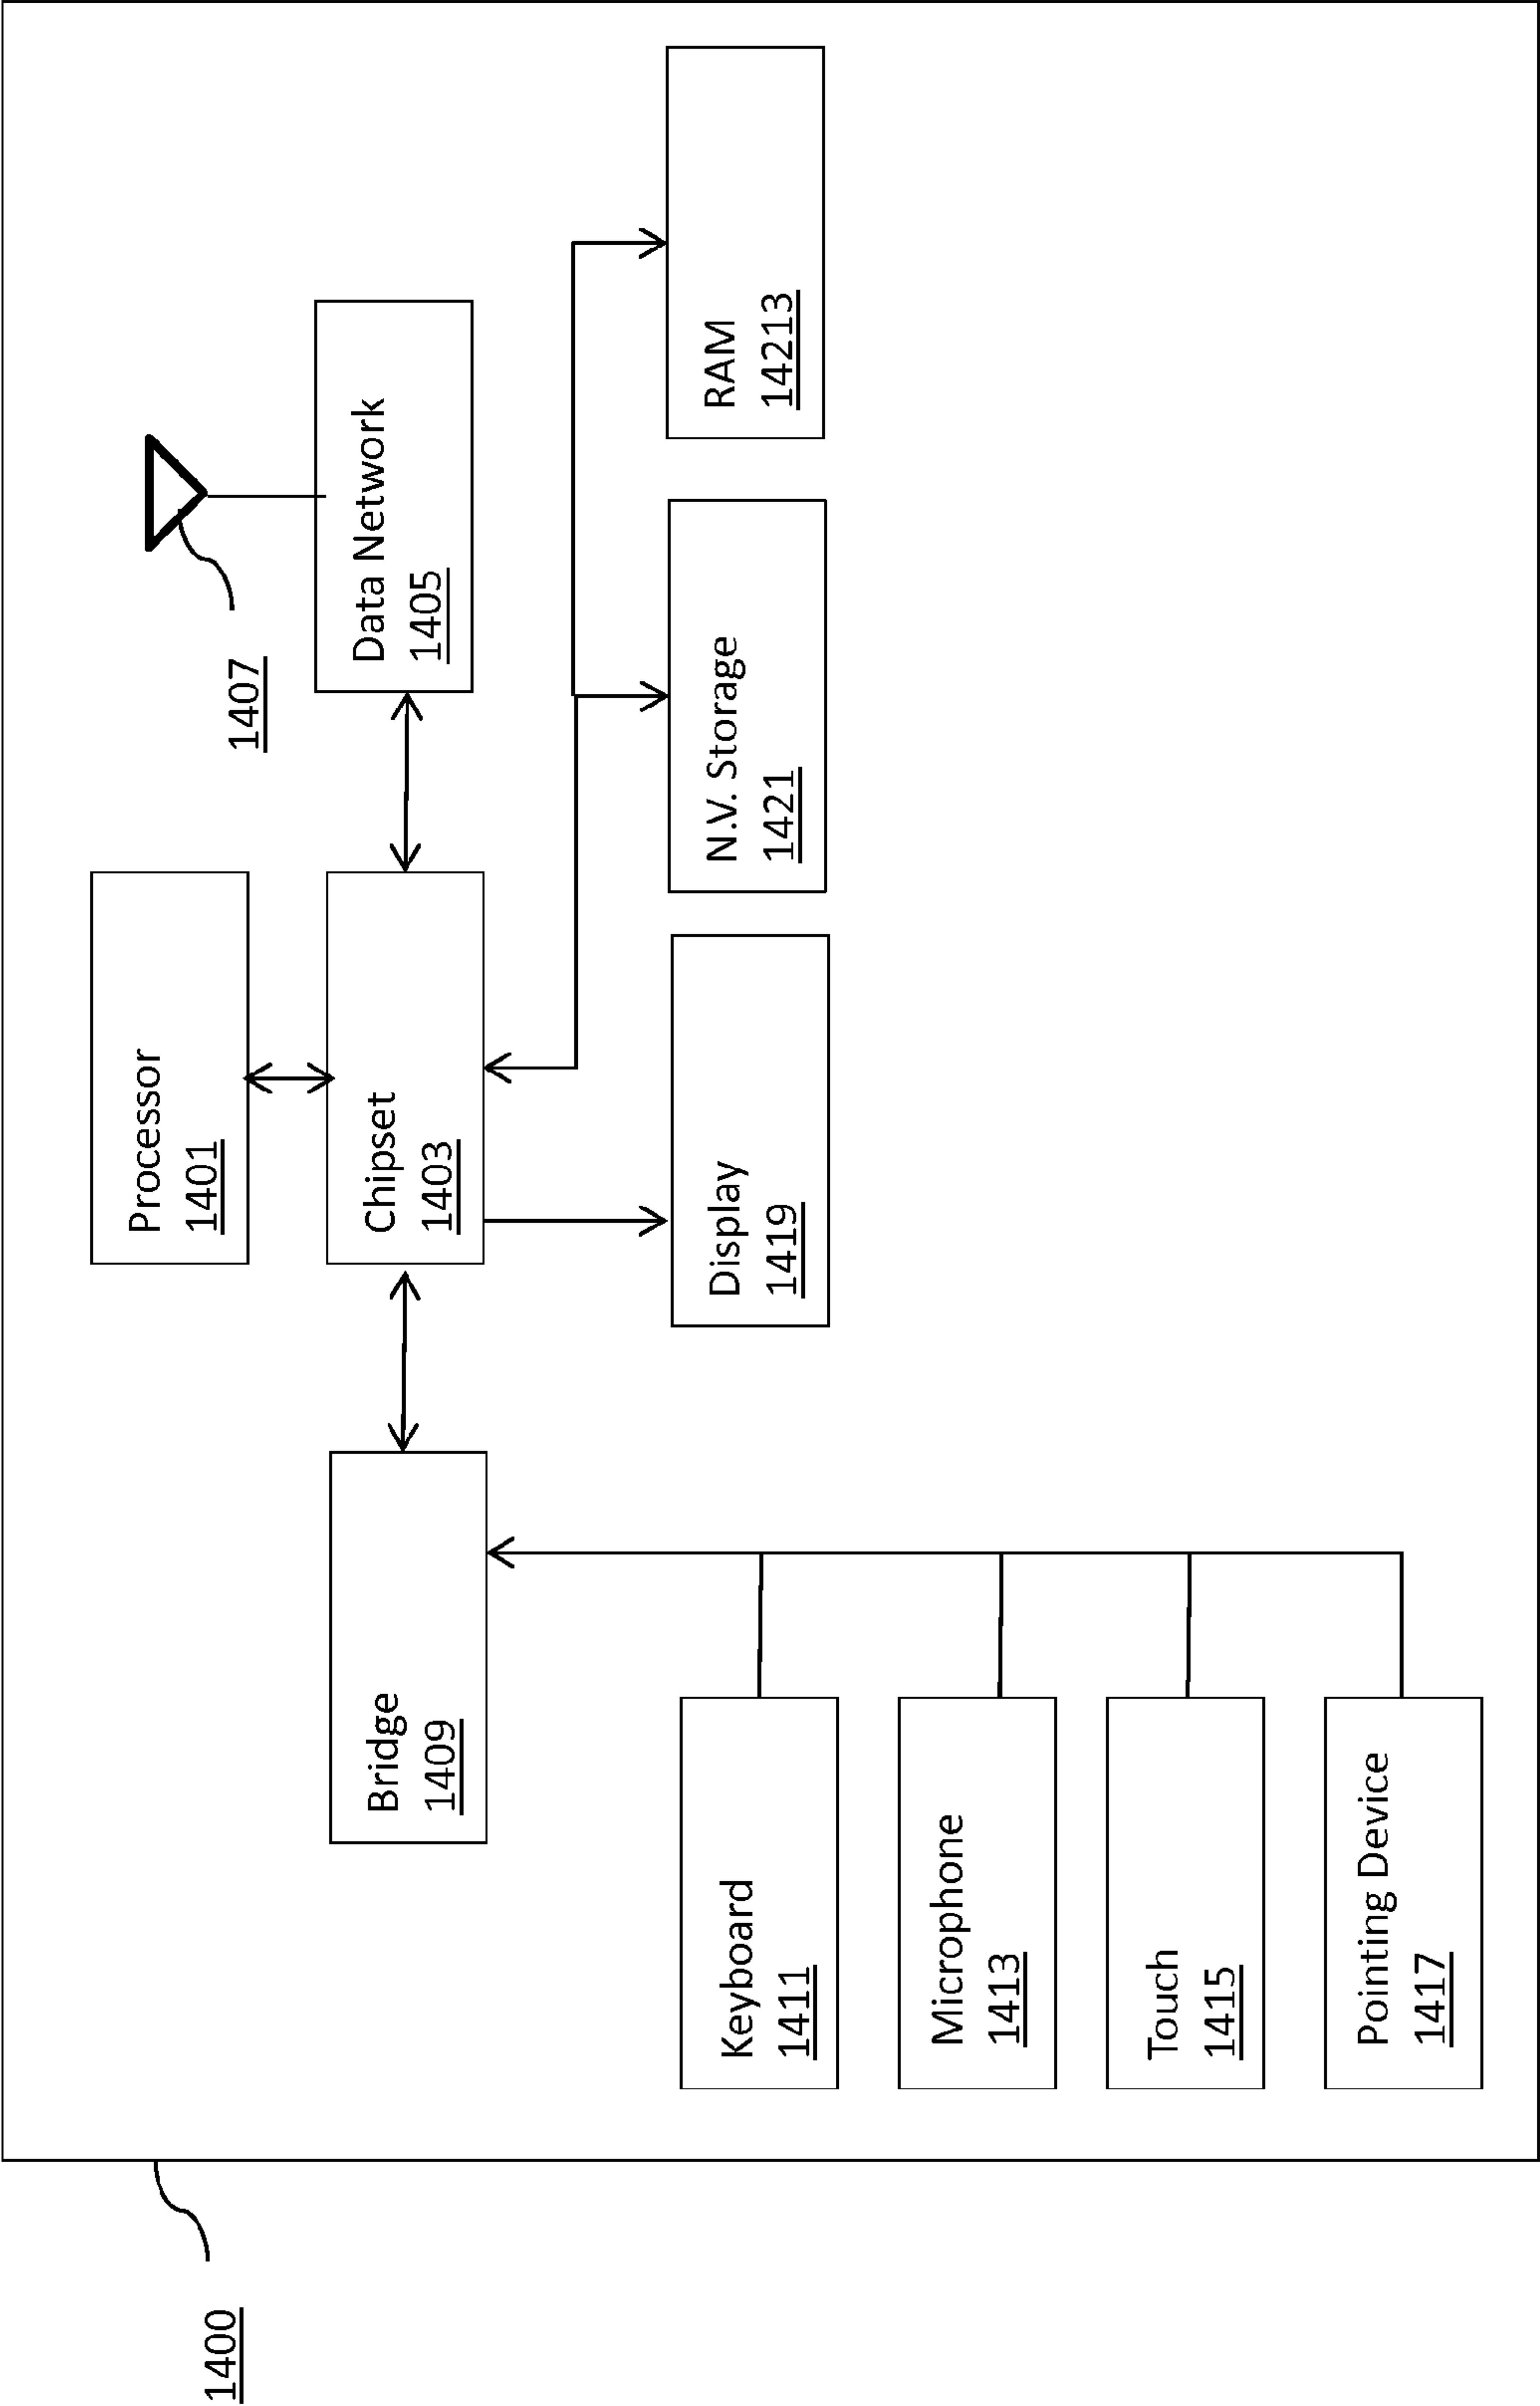 1400
Processor
1401
1407
Bridge
1409
Chipset
1403
Data Network
1405
Keyboard
1411
Display
1419
N.V. Storage
1421
RAM
14213
Microphone
1413
Touch
1415
Pointing Device
1417